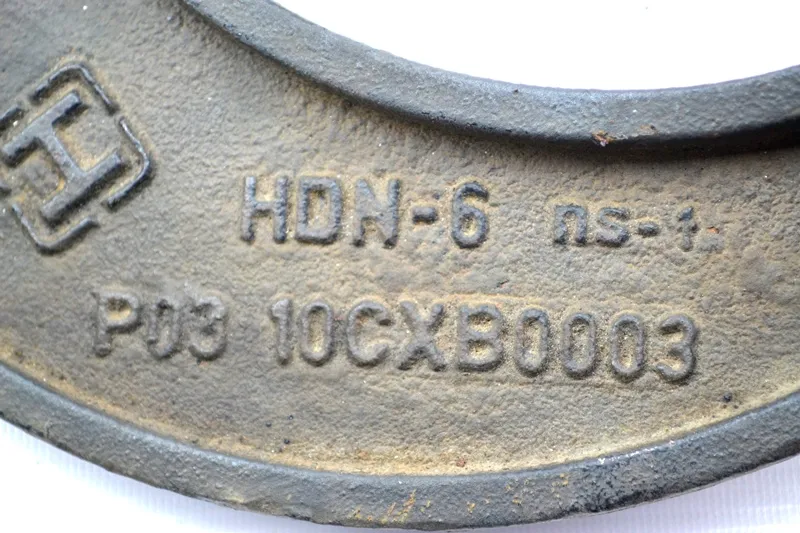 H
HDN-6 ns-1
P03 10CXB0003